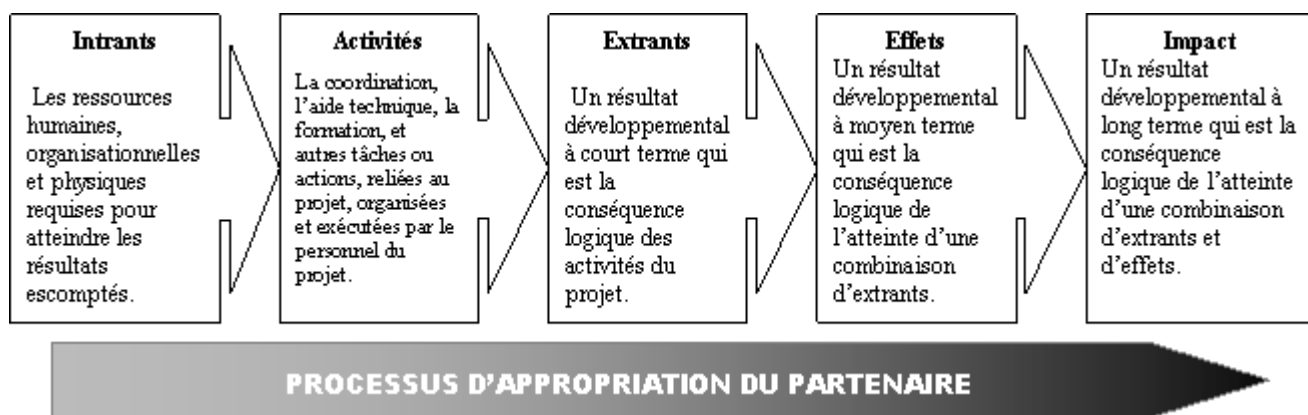 Intrants
Les ressources
humaines,
organisationnelles
et physiques
requises pour
atteindre les
résultats
escomptés.
Activités
La coordination,
l'aide technique, la
formation, et
autres tâches ou
actions, reliées au
projet, organisées
et exécutées par le
personnel du
projet.
Extrants
Un résultat
développemental
à court terme qui
est la
conséquence
logique des
activités du
projet.
Effets
Un résultat
développemental
à moyen terme
qui est la
conséquence
logique de
l'atteinte d'une
combinaison
d'extrants.
Impact
Un résultat
développemental à
long terme qui est la
conséquence
logique de l'atteinte
d'une combinaison
d'extrants et
d'effets.
PROCESSUS D'APPROPRIATION DU PARTENAIRE